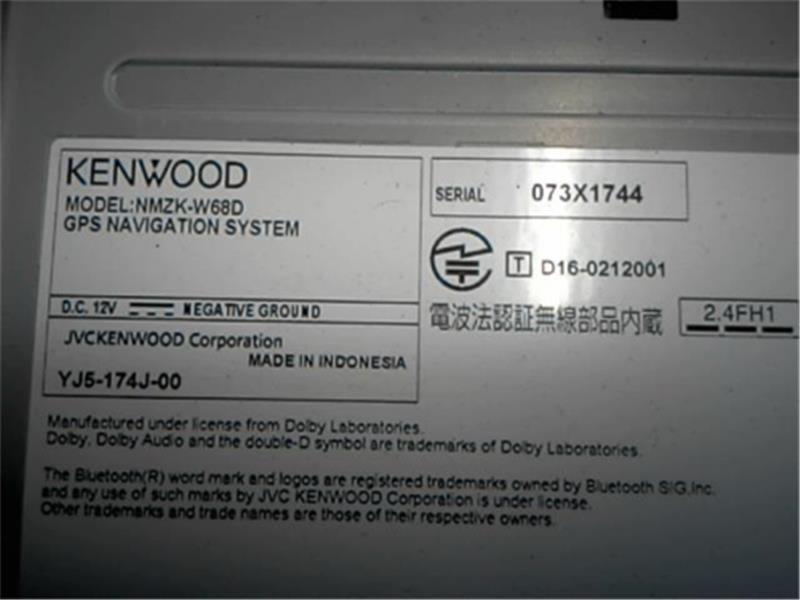 KENWOOD
MODEL:NMZK-W68D
GPS NAVIGATION SYSTEM
D.C. 12V NEGATIVE GROUND
JVCKENWOOD Corporation
MADE IN INDONESIA
YJ5-174J-00
SERIAL 073X1744
T D16-0212001
電波法認証無線部品内蔵 2.4FH1
Manufactured under license from Dolby Laboratories.
Dolby, Dolby Audio and the double-D symbol are trademarks of Dolby Laboratories.
The Bluetooth(R) word mark and logos are registered trademarks owned by Bluetooth SIG,Inc.
and any use of such marks by JVC KENWOOD Corporation is under license.
Other trademarks and trade names are those of their respective owners.